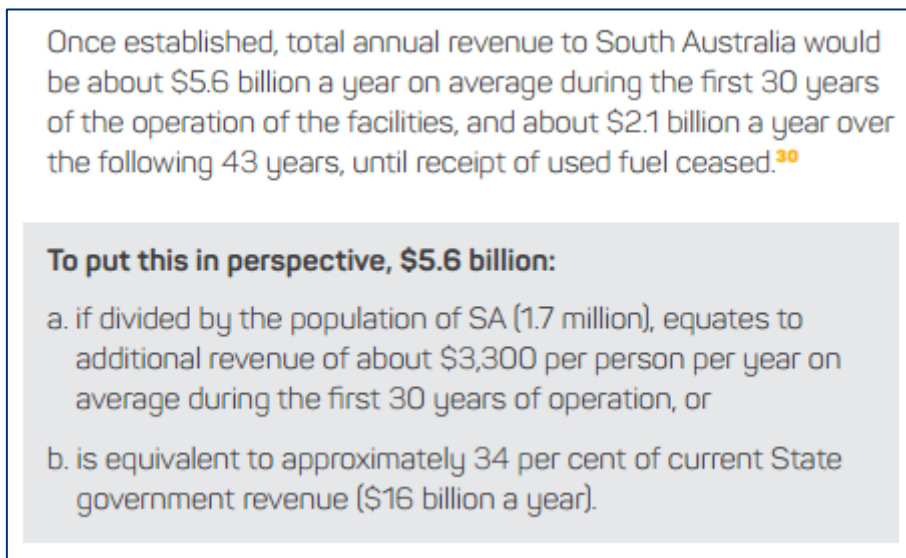 Once established, total annual revenue to South Australia would
be about $5.6 billion a year on average during the first 30 years
of the operation of the facilities, and about $2.1 billion a year over
the following 43 years, until receipt of used fuel ceased.30
To put this in perspective, $5.6 billion:
a. if divided by the population of SA (1.7 million), equates to
additional revenue of about $3,300 per person per year on
average during the first 30 years of operation, or
b. is equivalent to approximately 34 per cent of current State
government revenue ($16 billion a year).